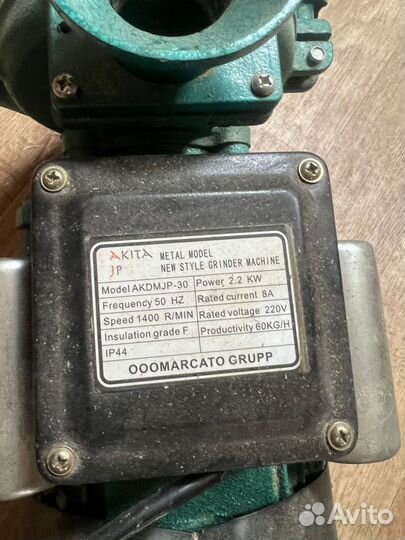 AKITA JP
METAL MODEL
NEW STYLE GRINDER MACHINE
Model AKDMJP-30 Power 2.2 KW
Frequency 50 HZ Rated current 8A
Speed 1400 R/MIN Rated voltage 220V
Insulation grade F Productivity 60KG/H
IP44
OOOMARCATO GRUPP
Avito